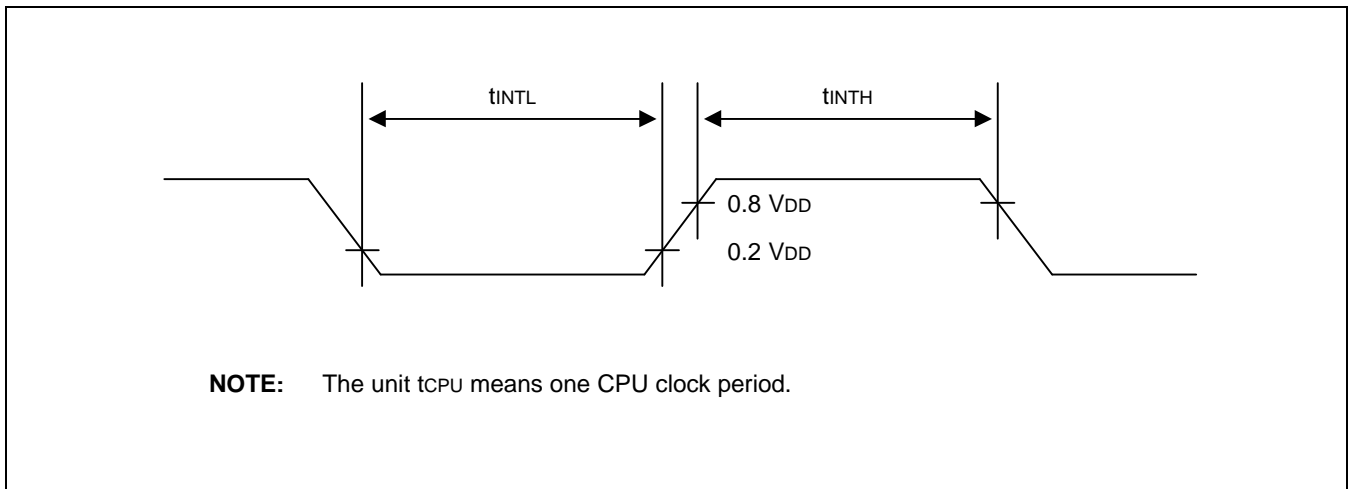 tINTL
tINTH
0.8 VDD
0.2 VDD
NOTE: The unit tCPU means one CPU clock period.